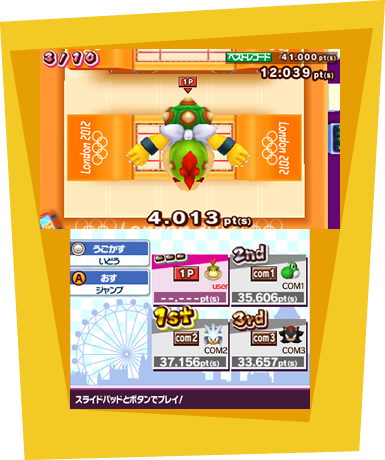 3/10
ベストレコード 41.000pt(s)
12.039pt(s)
1P
London 2012
London 2012
4.013pt(s)
London
うごかす
いどう
A おす
ジャンプ
---
1P
user
--,---pt(s)
2nd
com1
COM1
35.606pt(s)
1st
com2
COM2
37.156pt(s)
3rd
com3
COM3
33.657pt(s)
スライドパッドとボタンでプレイ!